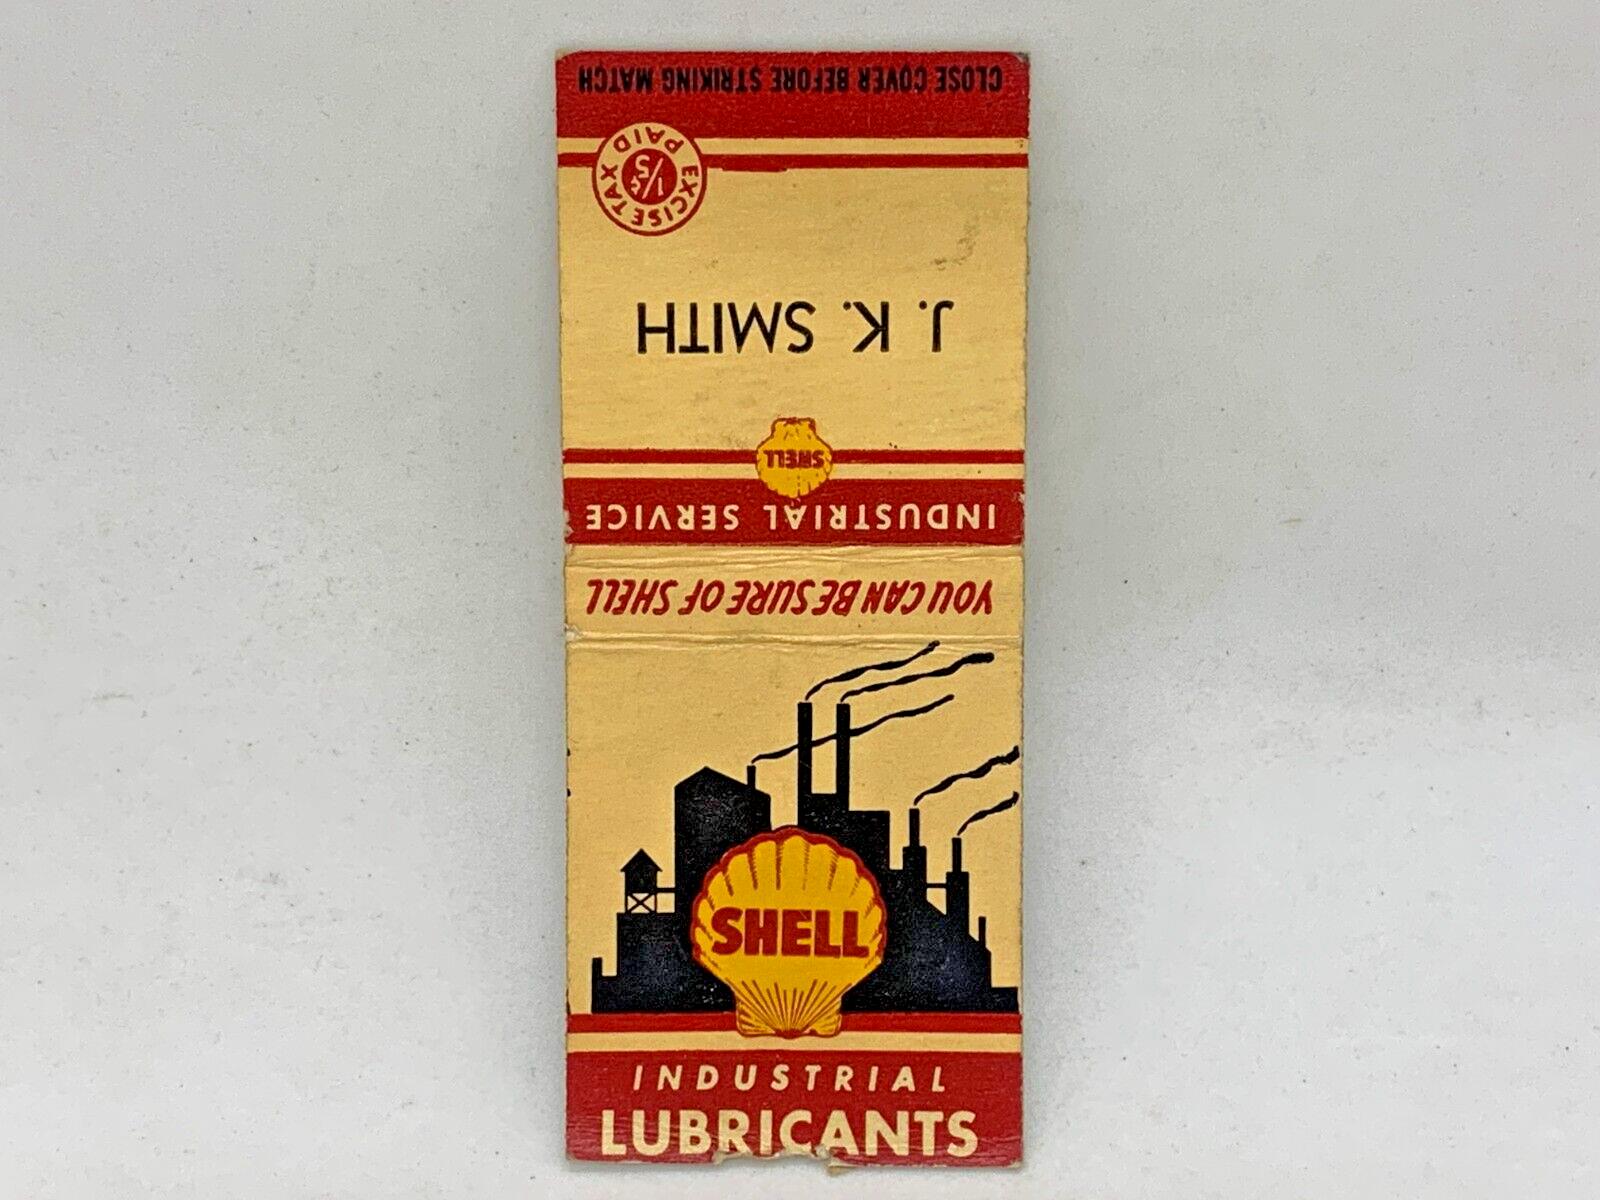 CLOSE COVER BEFORE STRIKING MATCH
EXCISE TAX
PAID
1/5¢
J. K. SMITH
SHELL
INDUSTRIAL SERVICE
YOU CAN BE SURE OF SHELL
SHELL
INDUSTRIAL
LUBRICANTS